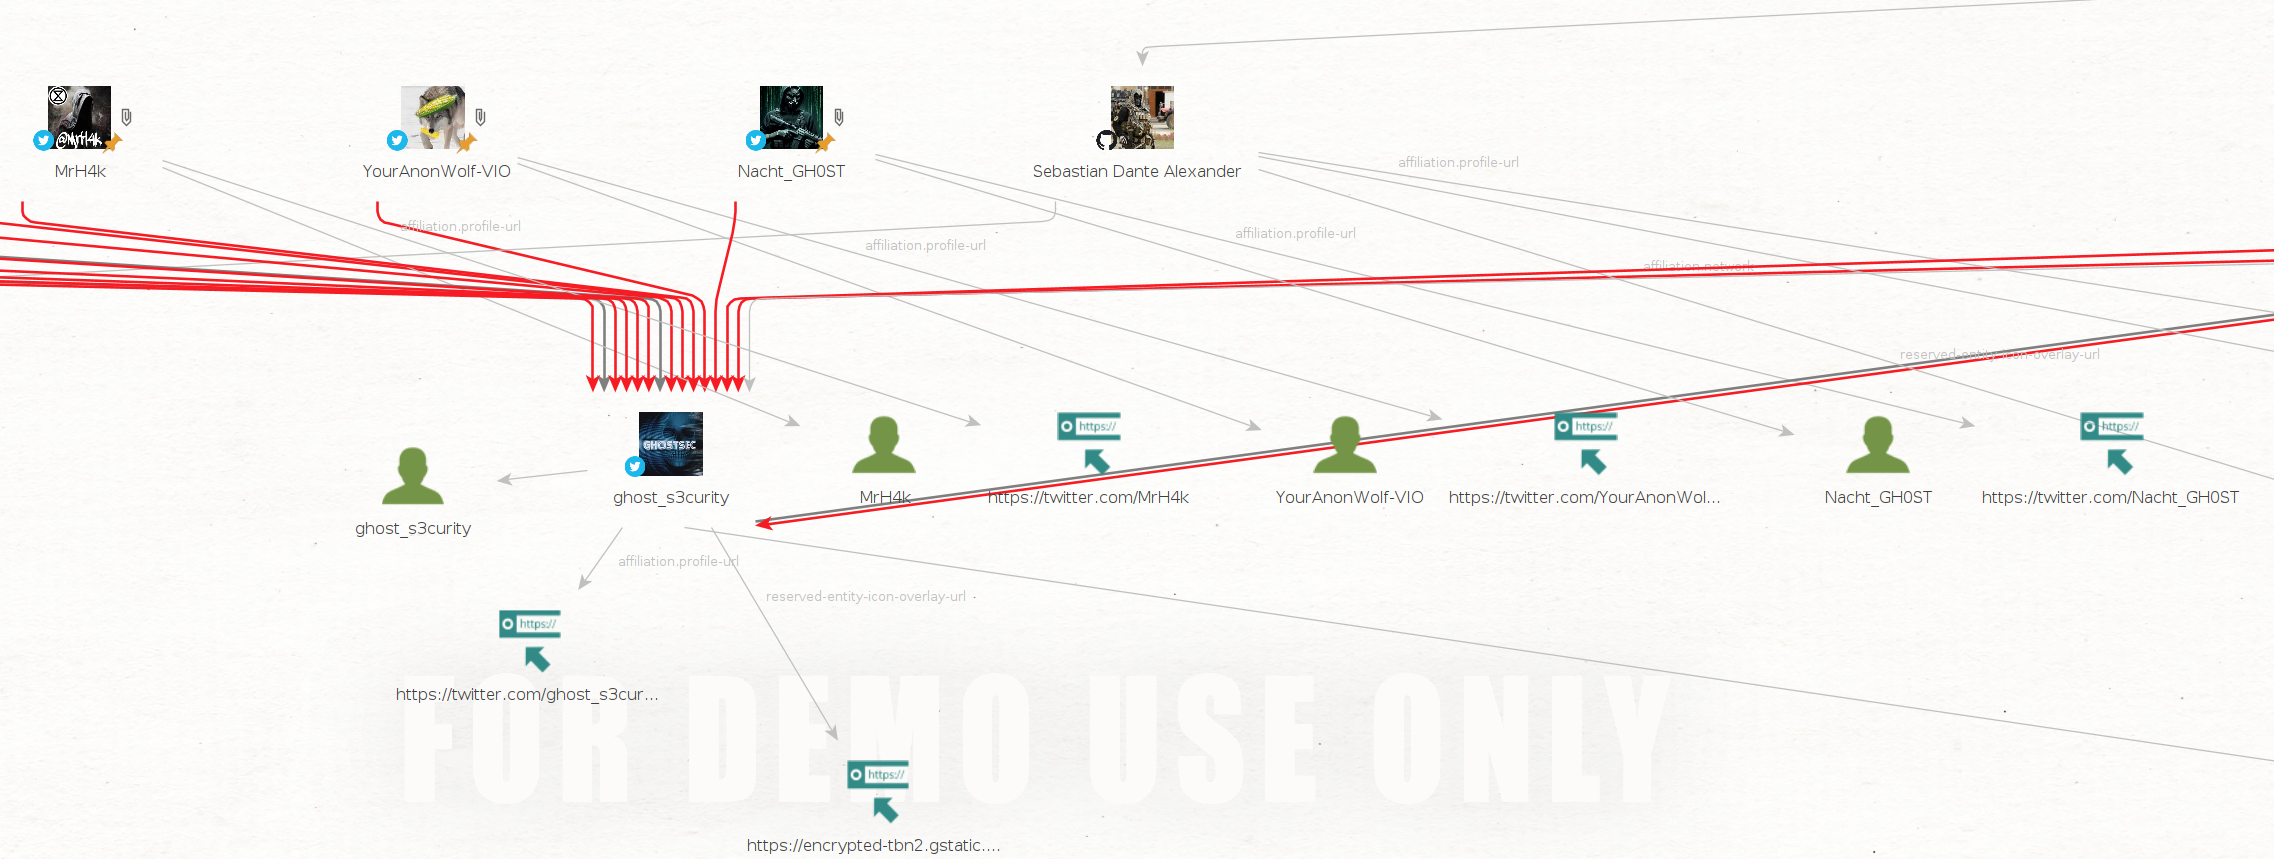 @MrH4k
MrH4k
YourAnonWolf-VIO
Nacht_GH0ST
Sebastian Dante Alexander
affiliation.profile-url
affiliation.profile-url
affiliation.profile-url
affiliation.profile-url
affiliation.network
reserved-entity-icon-overlay-url
GHOSTSEC
https://
https://
https://
ghost_s3curity
MrH4k
https://twitter.com/MrH4k
YourAnonWolf-VIO
https://twitter.com/YourAnonWol...
Nacht_GH0ST
https://twitter.com/Nacht_GH0ST
ghost_s3curity
affiliation.profile-url
reserved-entity-icon-overlay-url
https://
https://twitter.com/ghost_s3cur...
FOR DEMO USE ONLY
https://
https://encrypted-tbn2.gstatic....